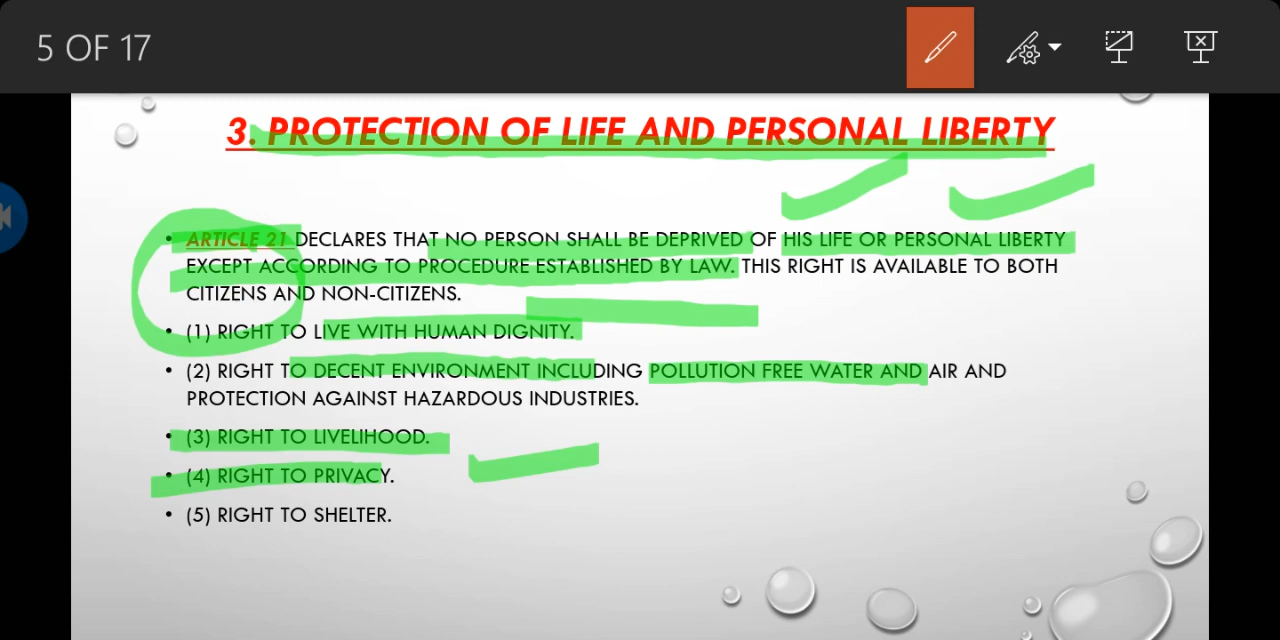 5 OF 17
3. PROTECTION OF LIFE AND PERSONAL LIBERTY
• ARTICLE 21 DECLARES THAT NO PERSON SHALL BE DEPRIVED OF HIS LIFE OR PERSONAL LIBERTY
EXCEPT ACCORDING TO PROCEDURE ESTABLISHED BY LAW. THIS RIGHT IS AVAILABLE TO BOTH
CITIZENS AND NON-CITIZENS.
• (1) RIGHT TO LIVE WITH HUMAN DIGNITY.
• (2) RIGHT TO DECENT ENVIRONMENT INCLUDING POLLUTION FREE WATER AND AIR AND
PROTECTION AGAINST HAZARDOUS INDUSTRIES.
• (3) RIGHT TO LIVELIHOOD.
• (4) RIGHT TO PRIVACY.
• (5) RIGHT TO SHELTER.